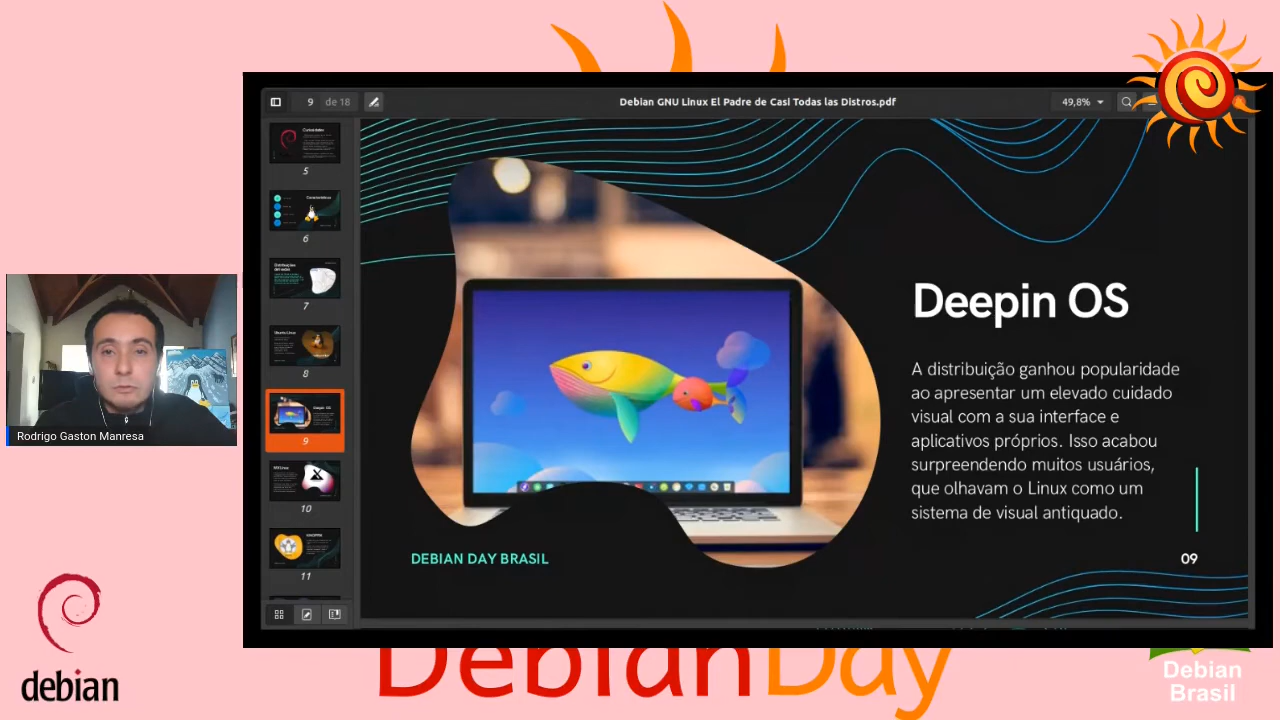 9 de 18
Debian GNU Linux El Padre de Casi Todas las Distros.pdf
49,8%
5
6
7
8
9
10
11
Deepin OS
A distribuição ganhou popularidade
ao apresentar um elevado cuidado
visual com a sua interface e
aplicativos próprios. Isso acabou
surpreendendo muitos usuários,
que olhavam o Linux como um
sistema de visual antiquado.
DEBIAN DAY BRASIL
09
Rodrigo Gaston Manresa
debian
DebianDay
Debian
Brasil